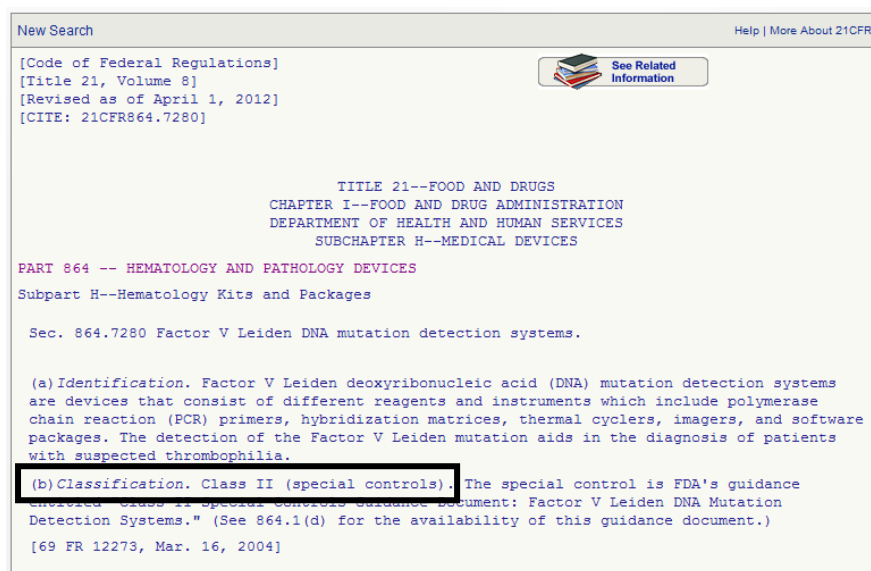 New Search
Help | More About 21CFR
[Code of Federal Regulations]
[Title 21, Volume 8]
[Revised as of April 1, 2012]
[CITE: 21CFR864.7280]
See Related
Information
TITLE 21--FOOD AND DRUGS
CHAPTER I--FOOD AND DRUG ADMINISTRATION
DEPARTMENT OF HEALTH AND HUMAN SERVICES
SUBCHAPTER H--MEDICAL DEVICES
PART 864 -- HEMATOLOGY AND PATHOLOGY DEVICES
Subpart H--Hematology Kits and Packages
Sec. 864.7280 Factor V Leiden DNA mutation detection systems.
(a) Identification. Factor V Leiden deoxyribonucleic acid (DNA) mutation detection systems
are devices that consist of different reagents and instruments which include polymerase
chain reaction (PCR) primers, hybridization matrices, thermal cyclers, imagers, and software
packages. The detection of the Factor V Leiden mutation aids in the diagnosis of patients
with suspected thrombophilia.
(b) Classification. Class II (special controls). The special control is FDA's guidance
Document: Factor V Leiden DNA Mutation
Detection Systems." (See 864.1(d) for the availability of this guidance document.)
[69 FR 12273, Mar. 16, 2004]